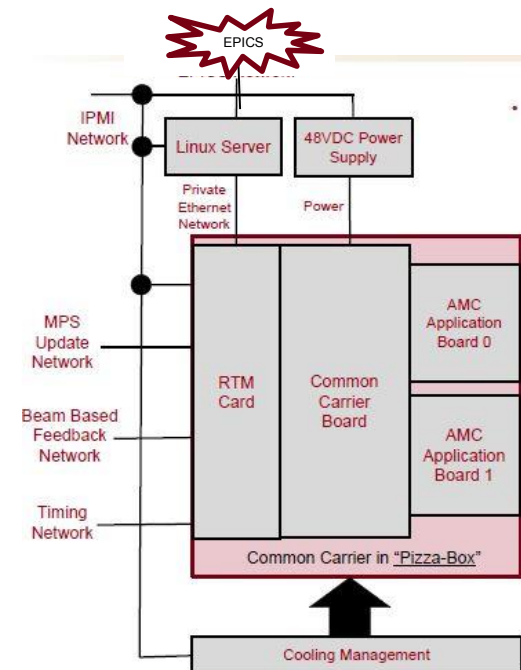 EPICS
IPMI
Network
Linux Server
48VDC Power
Supply
Private
Ethernet
Network
Power
MPS
Update
Network
Beam Based
Feedback
Network
Timing
Network
RTM
Card
Common
Carrier
Board
AMC
Application
Board 0
AMC
Application
Board 1
Common Carrier in “Pizza-Box”
Cooling Management